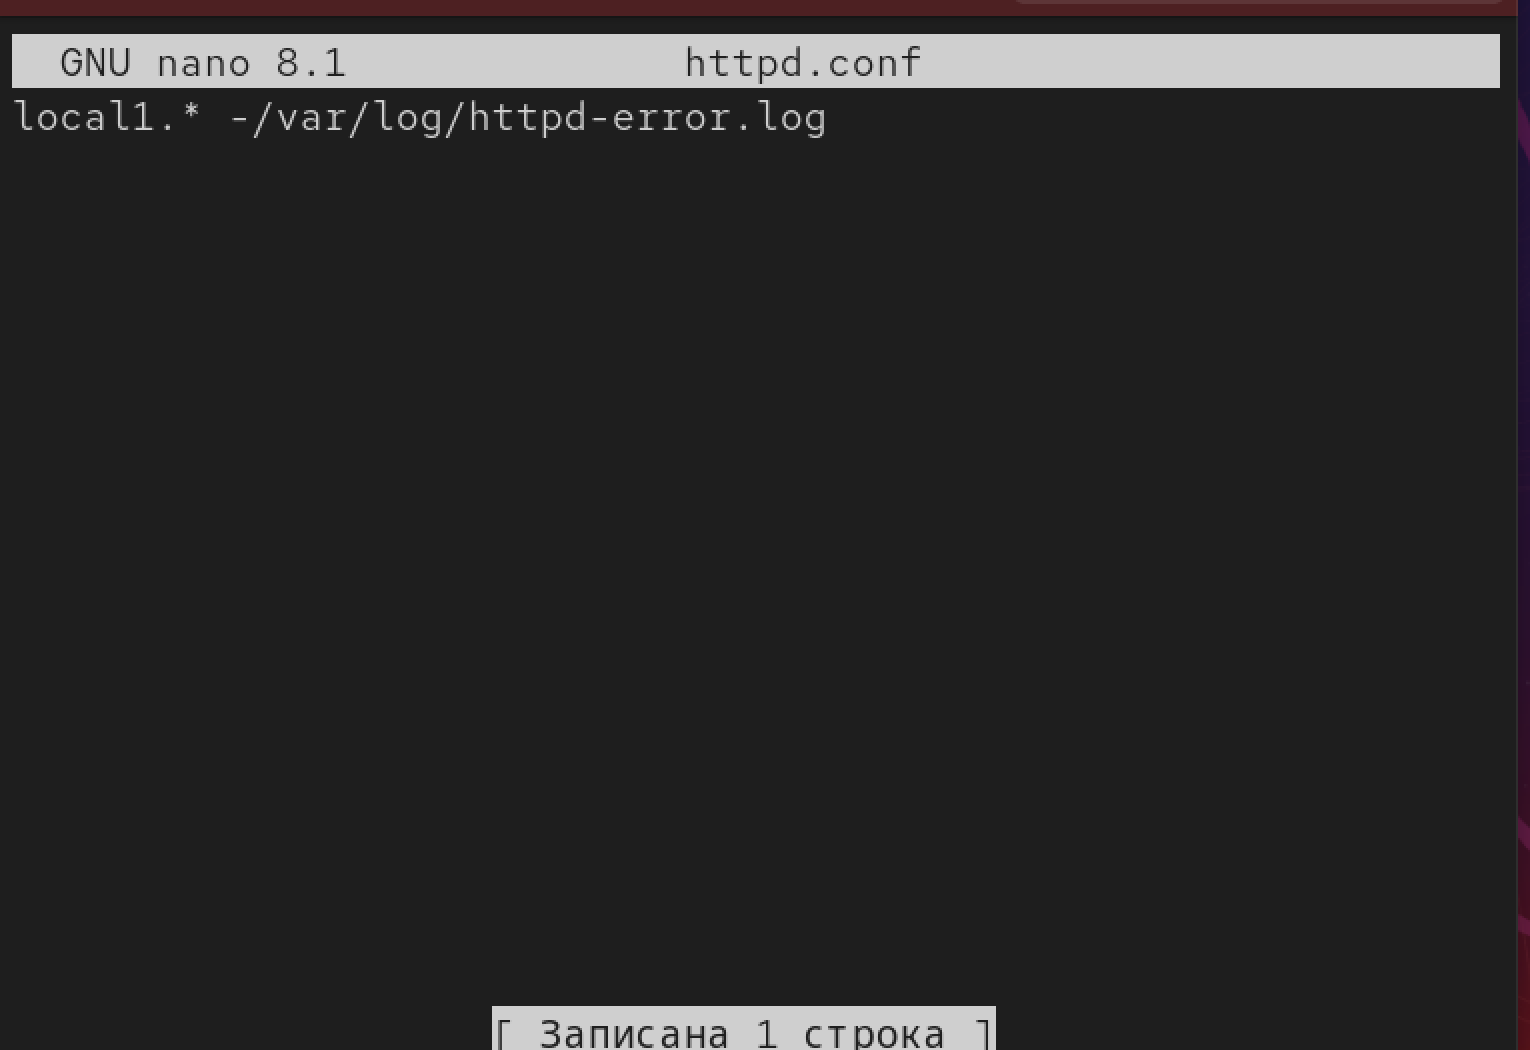 GNU nano 8.1 httpd.conf
local1.* -/var/log/httpd-error.log
[ Записана 1 строка ]